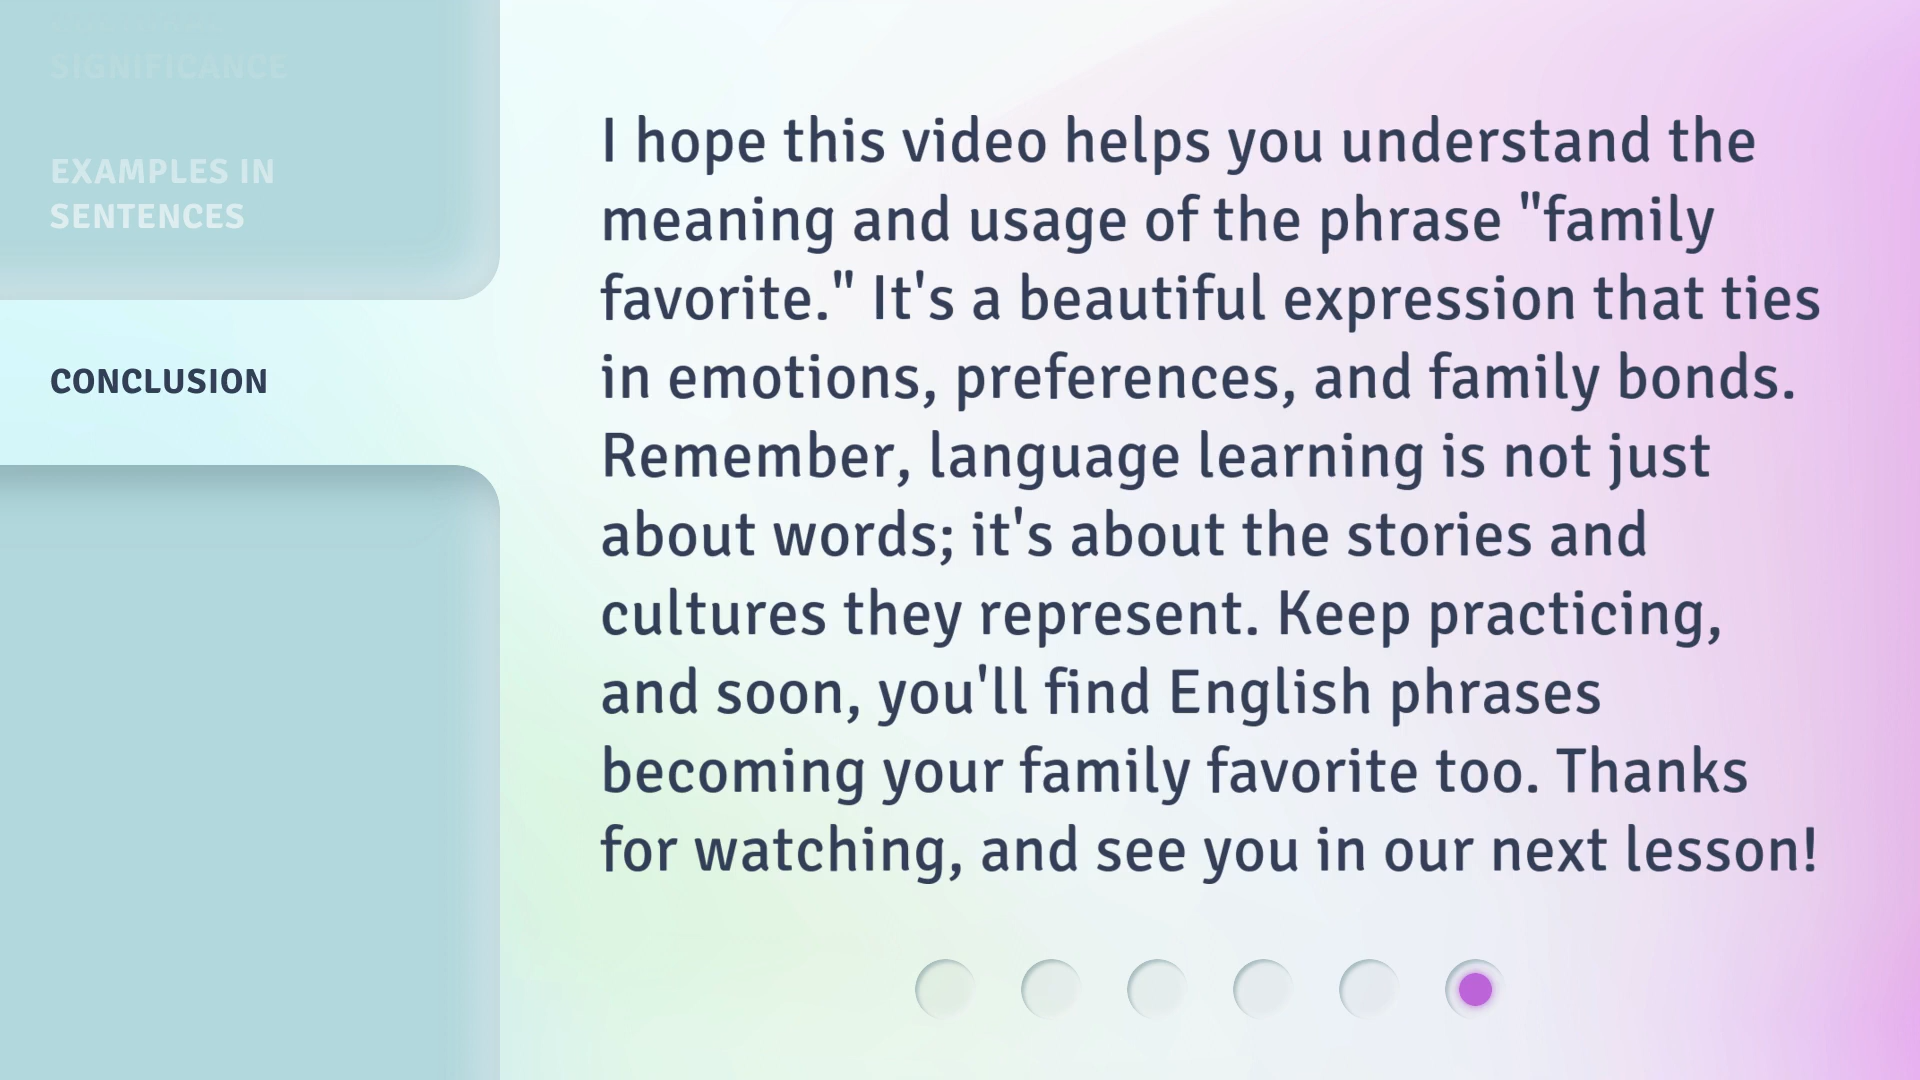 SIGNIFICANCE
EXAMPLES IN
SENTENCES
CONCLUSION
I hope this video helps you understand the
meaning and usage of the phrase "family
favorite." It's a beautiful expression that ties
in emotions, preferences, and family bonds.
Remember, language learning is not just
about words; it's about the stories and
cultures they represent. Keep practicing,
and soon, you'll find English phrases
becoming your family favorite too. Thanks
for watching, and see you in our next lesson!